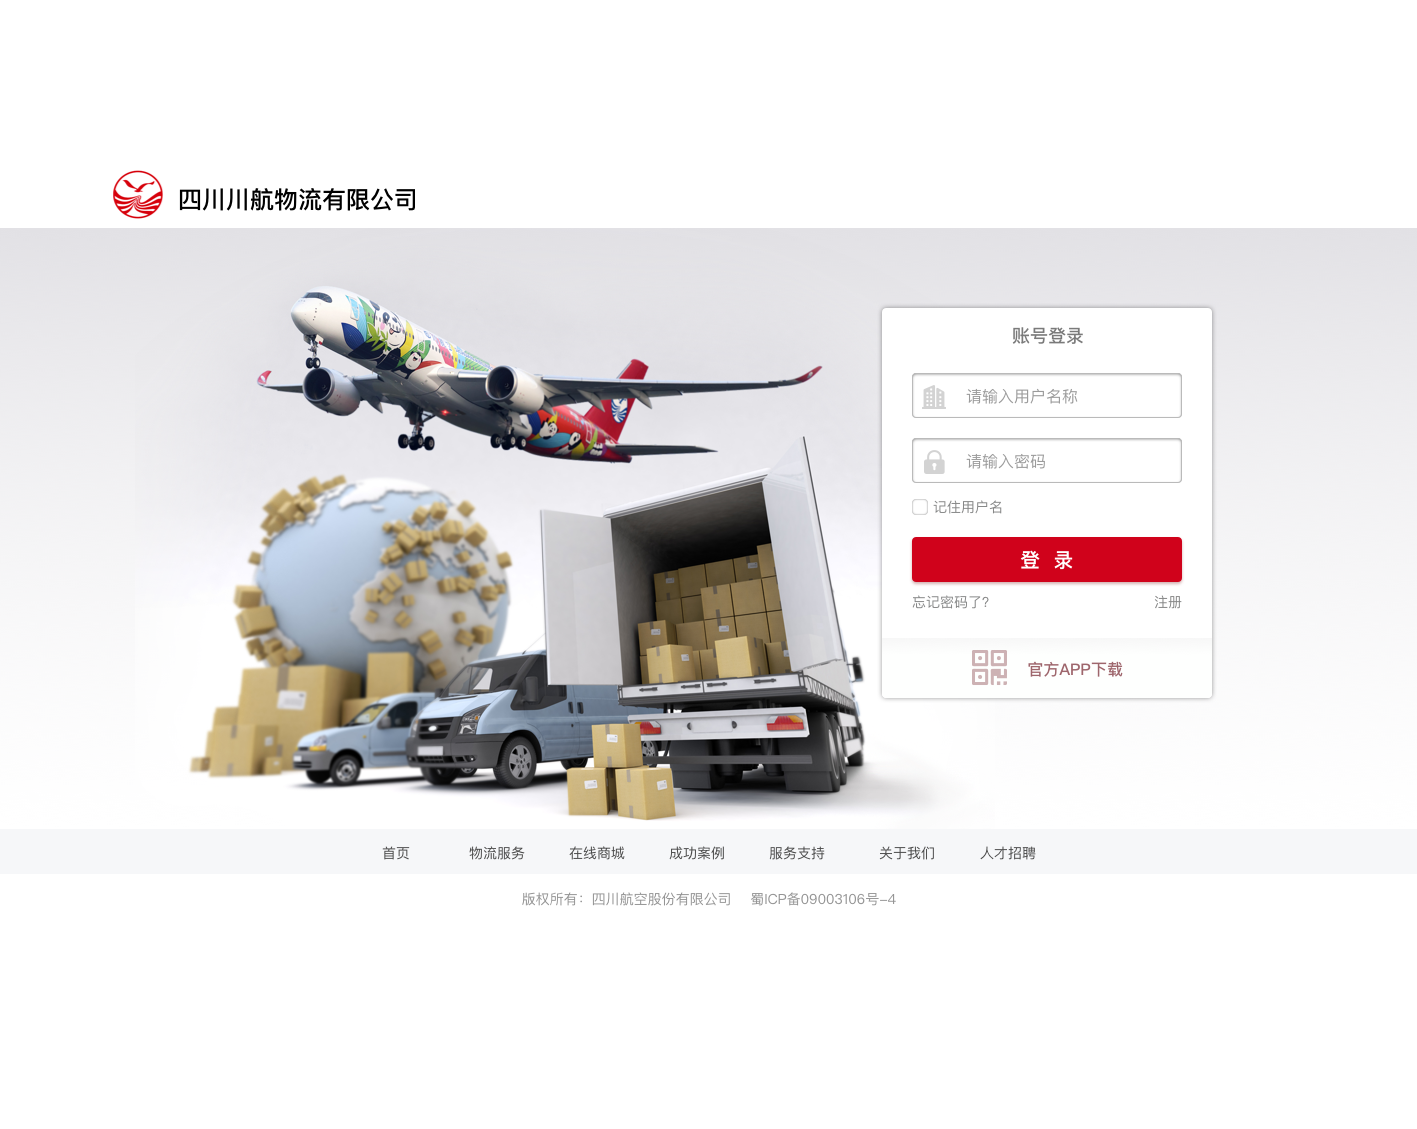 四川川航物流有限公司
账号登录
请输入用户名称
请输入密码
记住用户名
登 录
忘记密码了? 注册
官方APP下载
首页 物流服务 在线商城 成功案例 服务支持 关于我们 人才招聘
版权所有：四川航空股份有限公司 蜀ICP备09003106号-4